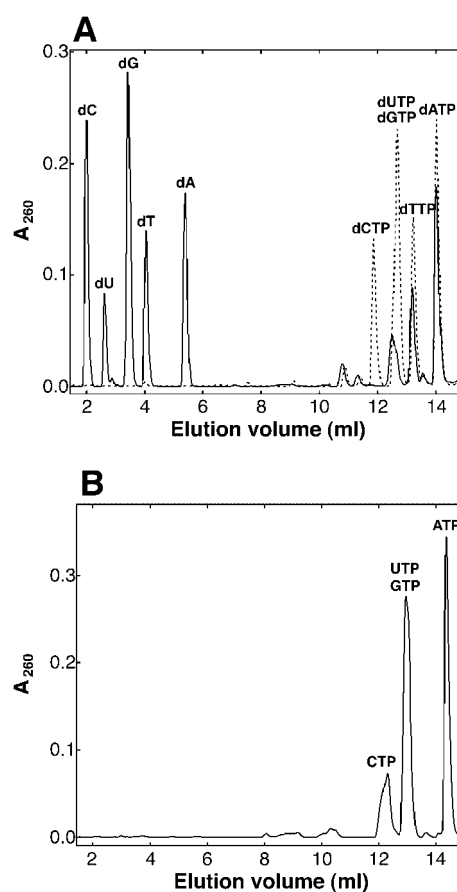 A
0.3
0.2
0.1
0.0
A260
dC
dU
dG
dT
dA
dCTP
dUTP
dGTP
dTTP
dATP
2 4 6 8 10 12 14
Elution volume (ml)
B
0.3
0.2
0.1
0.0
A260
CTP
UTP
GTP
ATP
2 4 6 8 10 12 14
Elution volume (ml)